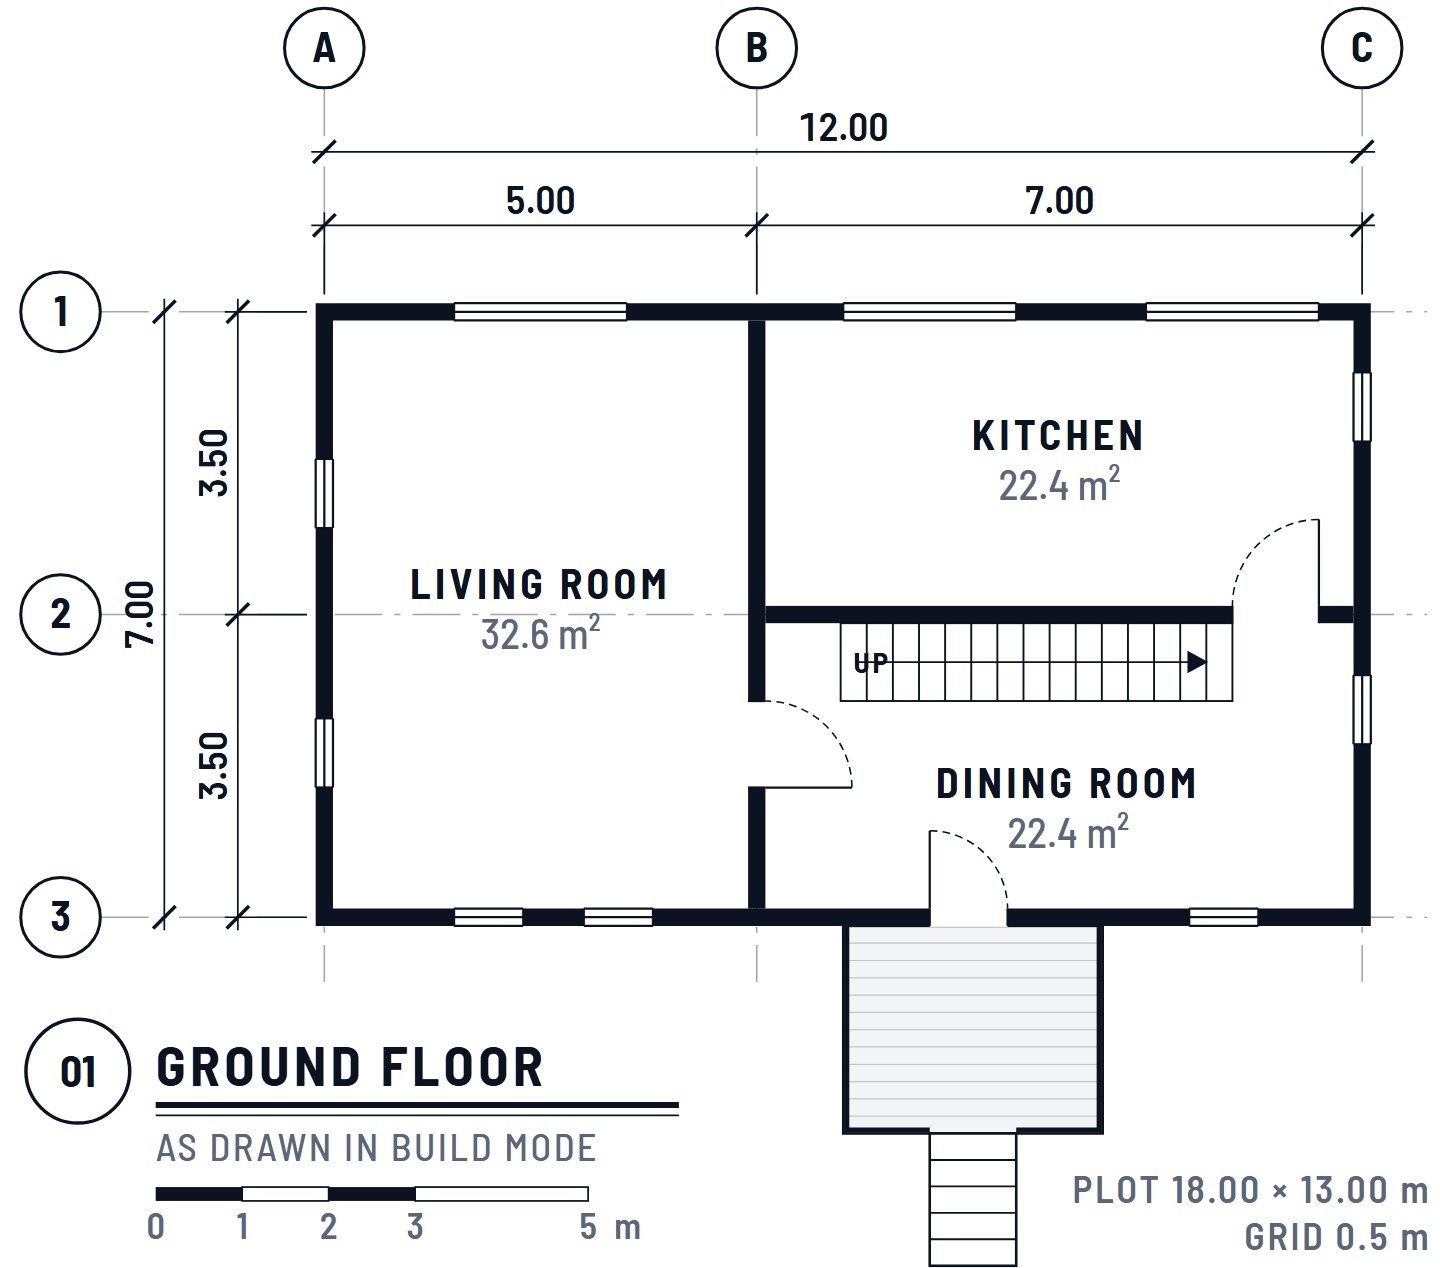 A B C
12.00
5.00 7.00
1
3.50
KITCHEN
22.4 m²
2
7.00
LIVING ROOM
32.6 m²
UP
3.50
DINING ROOM
22.4 m²
3
01
GROUND FLOOR
AS DRAWN IN BUILD MODE
0 1 2 3 5 m
PLOT 18.00 × 13.00 m
GRID 0.5 m